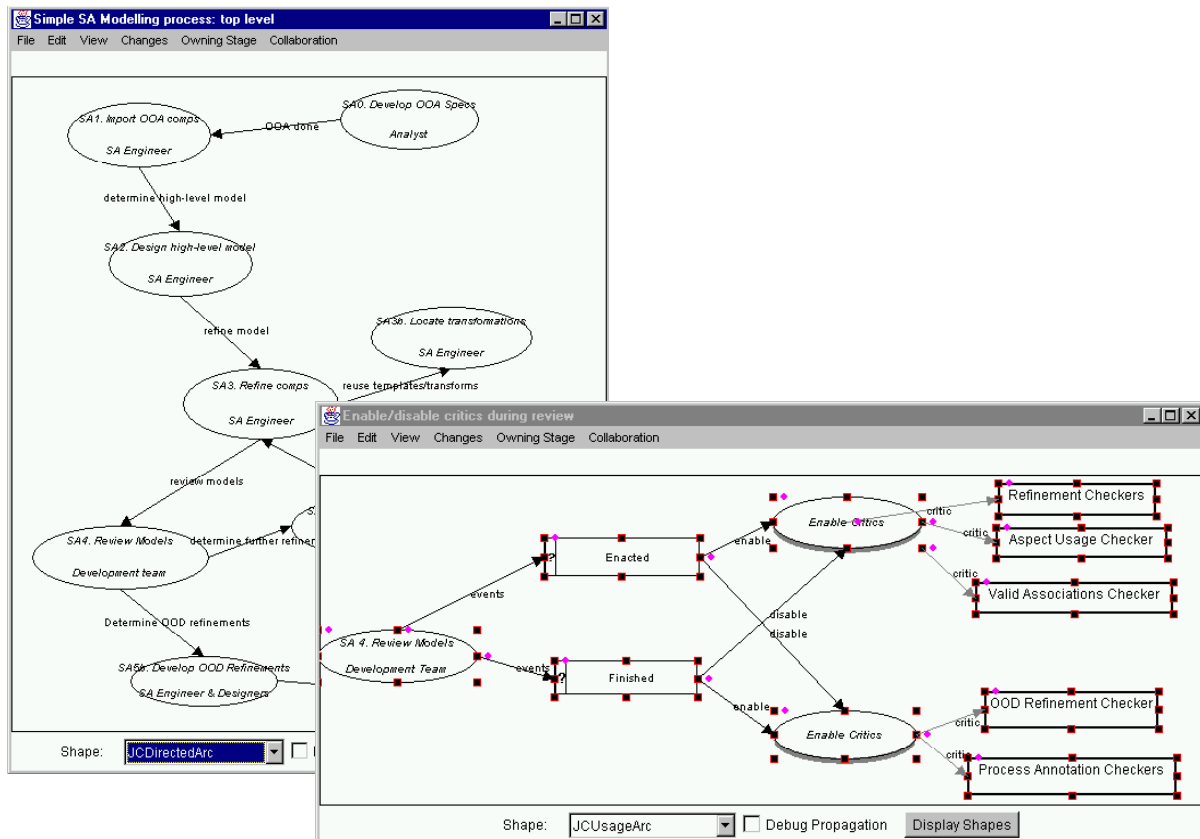 Simple SA Modelling process: top level
File Edit View Changes Owning Stage Collaboration
SA0. Develop OOA Specs
Analyst
SA1. Import OOA comps
SA Engineer
OOA done
determine high-level model
SA2. Design high-level model
SA Engineer
refine model
SA3b. Locate transformations
SA Engineer
SA3. Refine comps
SA Engineer
reuse templates/transforms
review models
SA4. Review Models
Development team
determine further refinem
Determine OOD refinements
SA5b. Develop OOD Refinements
SA Engineer & Designers
Shape: JCDirectedArc
Enable/disable critics during review
File Edit View Changes Owning Stage Collaboration
Refinement Checkers
critic
Enable Critics
Aspect Usage Checker
critic
enable
? Enacted
Valid Associations Checker
critic
events
disable
disable
SA 4. Review Models
Development Team
events
? Finished
enable
OOD Refinement Checker
critic
Enable Critics
critic
Process Annotation Checkers
Shape: JCUsageArc Debug Propagation Display Shapes